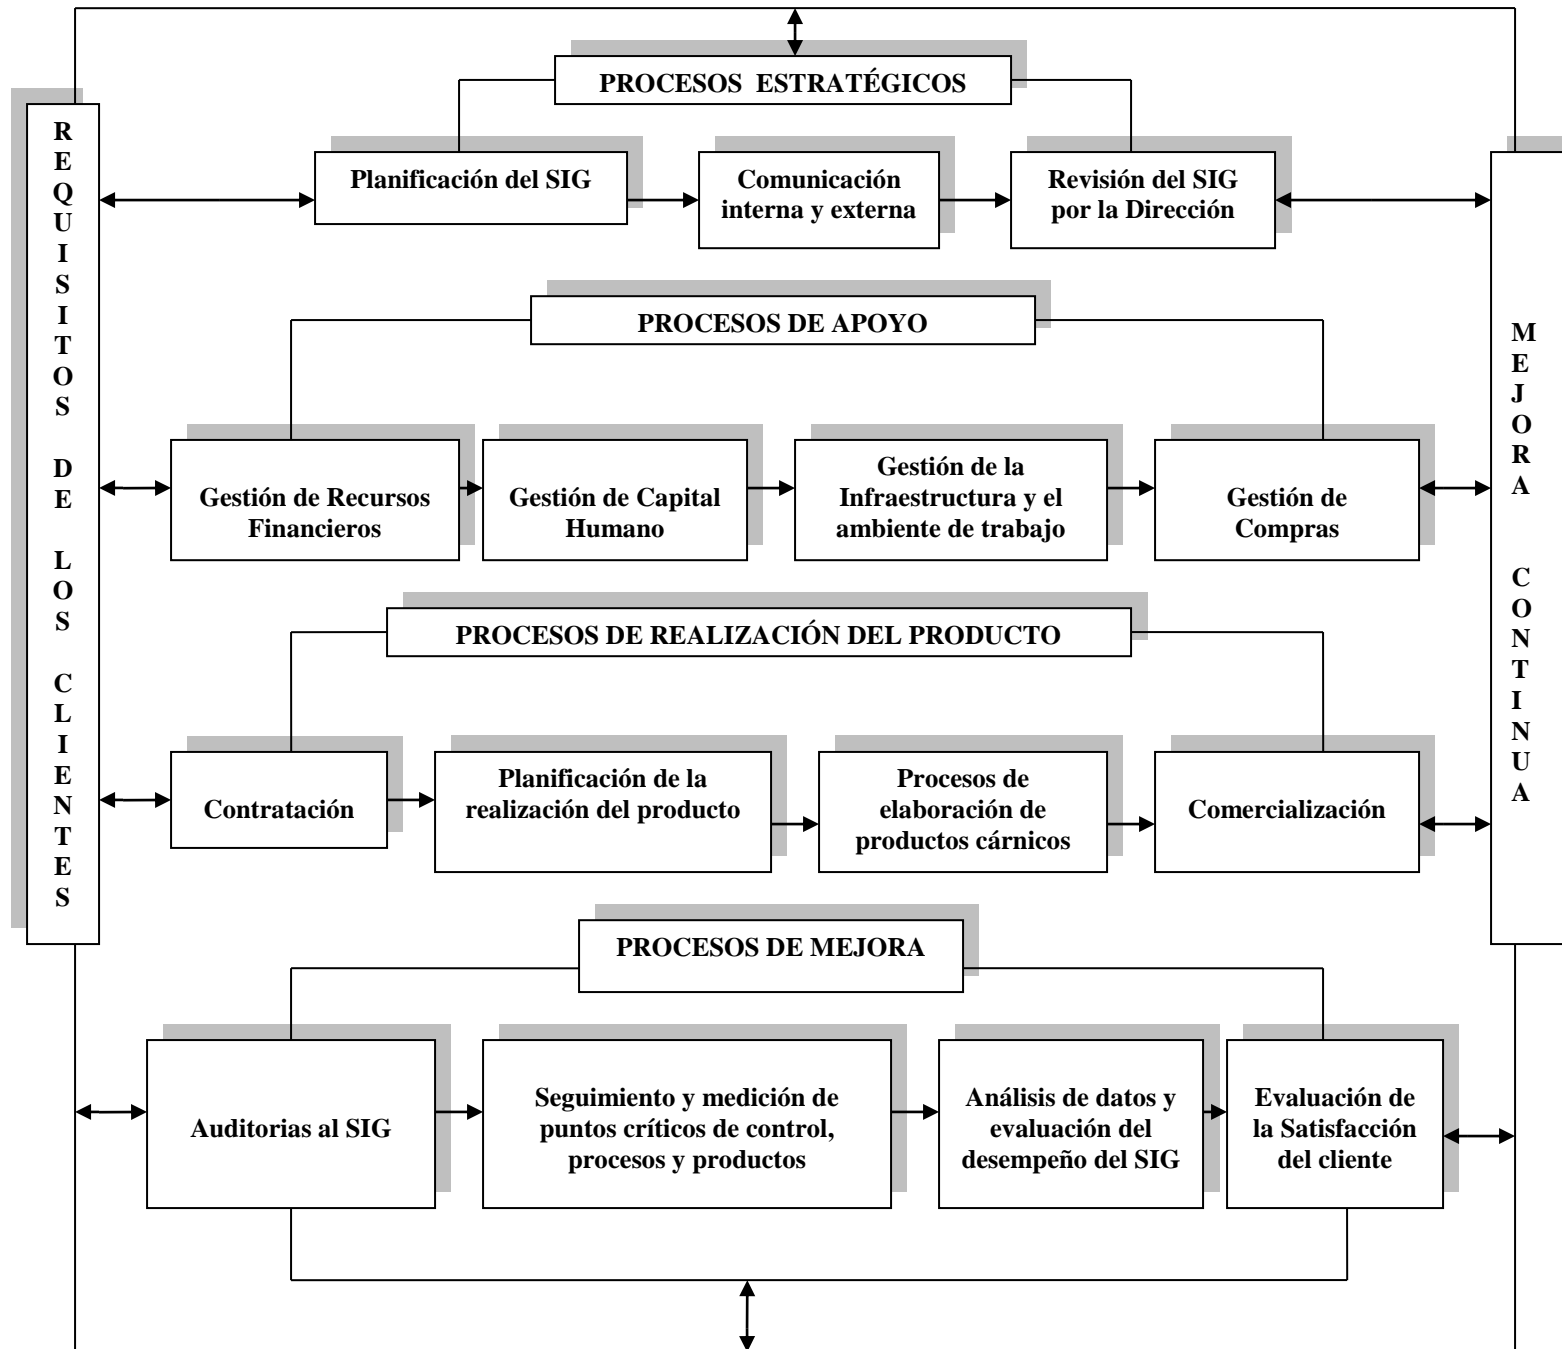 PROCESOS ESTRATÉGICOS
REQUISITOS DE LOS CLIENTES
Planificación del SIG
Comunicación
interna y externa
Revisión del SIG
por la Dirección
MEJORA CONTINUA
PROCESOS DE APOYO
Gestión de Recursos
Financieros
Gestión de Capital
Humano
Gestión de la
Infraestructura y el
ambiente de trabajo
Gestión de
Compras
PROCESOS DE REALIZACIÓN DEL PRODUCTO
Contratación
Planificación de la
realización del producto
Procesos de
elaboración de
productos cárnicos
Comercialización
PROCESOS DE MEJORA
Auditorias al SIG
Seguimiento y medición de
puntos críticos de control,
procesos y productos
Análisis de datos y
evaluación del
desempeño del SIG
Evaluación de
la Satisfacción
del cliente